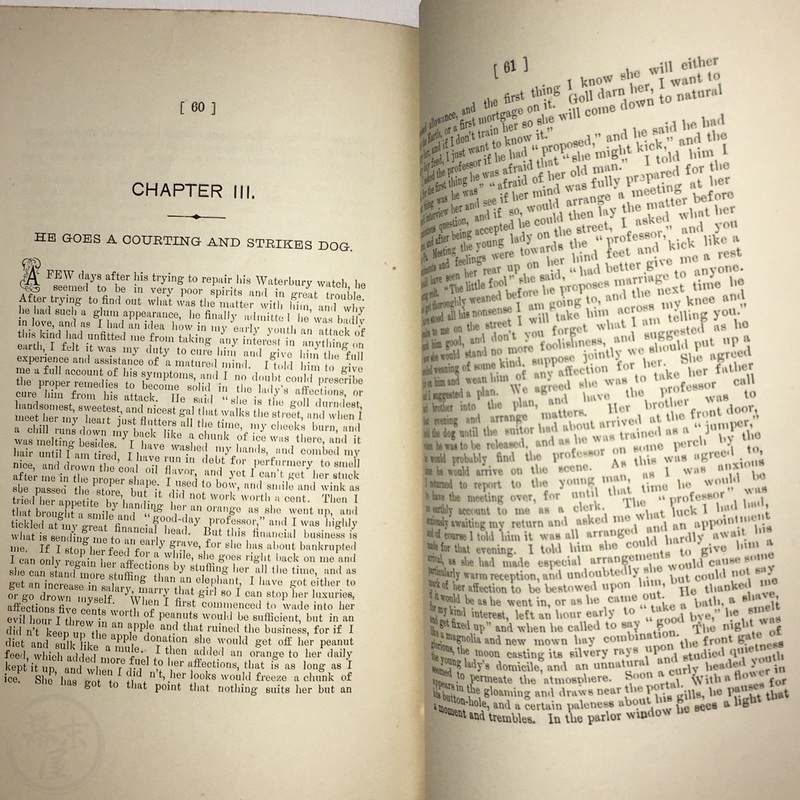 [ 60 ]
CHAPTER III.
HE GOES A COURTING AND STRIKES DOG.
A FEW days after his trying to repair his Waterbury watch, he
seemed to be in very poor spirits and in great trouble.
After trying to find out what was the matter with him, and why
he had such a glum appearance, he finally admitted he was badly
in love, and as I had an idea how in my early youth an attack of
this kind had unfitted me from taking any interest in anything on
earth, I felt it was my duty to cure him and give him the full
experience and assistance of a matured mind. I told him to give
me a full account of his symptoms, and I no doubt could prescribe
the proper remedies to become solid in the lady's affections, or
cure him from his attack. He said "she is the goll durndest,
handsomest, sweetest, and nicest gal that walks the street, and when I
meet her my heart just flutters all the time, my cheeks burn, and
a chill runs down my back like a chunk of ice was there, and it
was melting besides. I have washed my hands, and combed my
hair until I am tired, I have run in debt for perfumery to smell
nice, and drown the coal oil flavor, and yet I can't get her stuck
after me in the proper shape. I used to bow, and smile and wink as
she passed the store, but it did not work worth a cent. Then I
tried her appetite by handing her an orange as she went up, and
that brought a smile and "good-day professor," and I was highly
tickled at my great financial head. But this financial business is
what is sending me to an early grave, for she has about bankrupted
me. If I stop her feed for a while, she goes right back on me and
I can only regain her affections by stuffing her all the time, and as
she can stand more stuffing than an elephant, I have got either to
get an increase in salary, marry that girl so I can stop her luxuries,
or go drown myself. When I first commenced to wade into her
affections five cents worth of peanuts would be sufficient, but in an
evil hour I threw in an apple and that ruined the business, for if I
did n't keep up the apple donation she would get off her peanut
diet and sulk like a mule. I then added an orange to her daily
feed, which added more fuel to her affections, that is as long as I
kept it up, and when I did n't, her looks would freeze a chunk of
ice. She has got to that point that nothing suits her but an
[ 61 ]
allowance, and the first thing I know she will either
the Earth, or a first mortgage on it. Goll darn her, I want to
her, and if I don't train her so she will come down to natural
feed, I just want to know it."
asked the professor if he had "proposed," and he said he had
the first thing he was afraid that "she might kick," and the
thing was he was "afraid of her old man." I told him I
interview her and see if her mind was fully prepared for the
question, and if so, would arrange a meeting at her
and after being accepted he could then lay the matter before
Meeting the young lady on the street, I asked what her
and feelings were towards the "professor," and you
have seen her rear up on her hind feet and kick like a
"The little fool" she said, "had better give me a rest
get thoroughly weaned before he proposes marriage to anyone.
stood all his nonsense I am going to, and the next time he
to me on the street I will take him across my knee and
him good, and don't you forget what I am telling you."
she would stand no more foolishness, and suggested as he
weaning of some kind, suppose jointly we should put up a
on him and wean him of any affection for her. She agreed
I suggested a plan. We agreed she was to take her father
brother into the plan, and have the professor call
evening and arrange matters. Her brother was to
the dog until the suitor had about arrived at the front door,
he was to be released, and as he was trained as a "jumper,"
would probably find the professor on some perch by the
he would arrive on the scene. As this was agreed to,
I returned to report to the young man, as I was anxious
have the meeting over, for until that time he would be
no earthly account to me as a clerk. The "professor" was
anxiously awaiting my return and asked me what luck I had had,
and of course I told him it was all arranged and an appointment
made for that evening. I told him she could hardly await his
arrival, as she had made especial arrangements to give him a
particularly warm reception, and undoubtedly she would cause some
mark of her affection to be bestowed upon him, but could not say
if it would be as he went in, or as he came out. He thanked me
for my kind interest, left an hour early to "take a bath, a shave,
and get fixed up" and when he called to say "good bye," he smelt
like a magnolia and new mown hay combination. The night was
glorious, the moon casting its silvery rays upon the front gate of
the young lady's domicile, and an unnatural and studied quietness
seemed to permeate the atmosphere. Soon a curly headed youth
appears in the gloaming and draws near the portal. With a flower in
his button-hole, and a certain paleness about his gills, he pauses for
a moment and trembles. In the parlor window he sees a light that